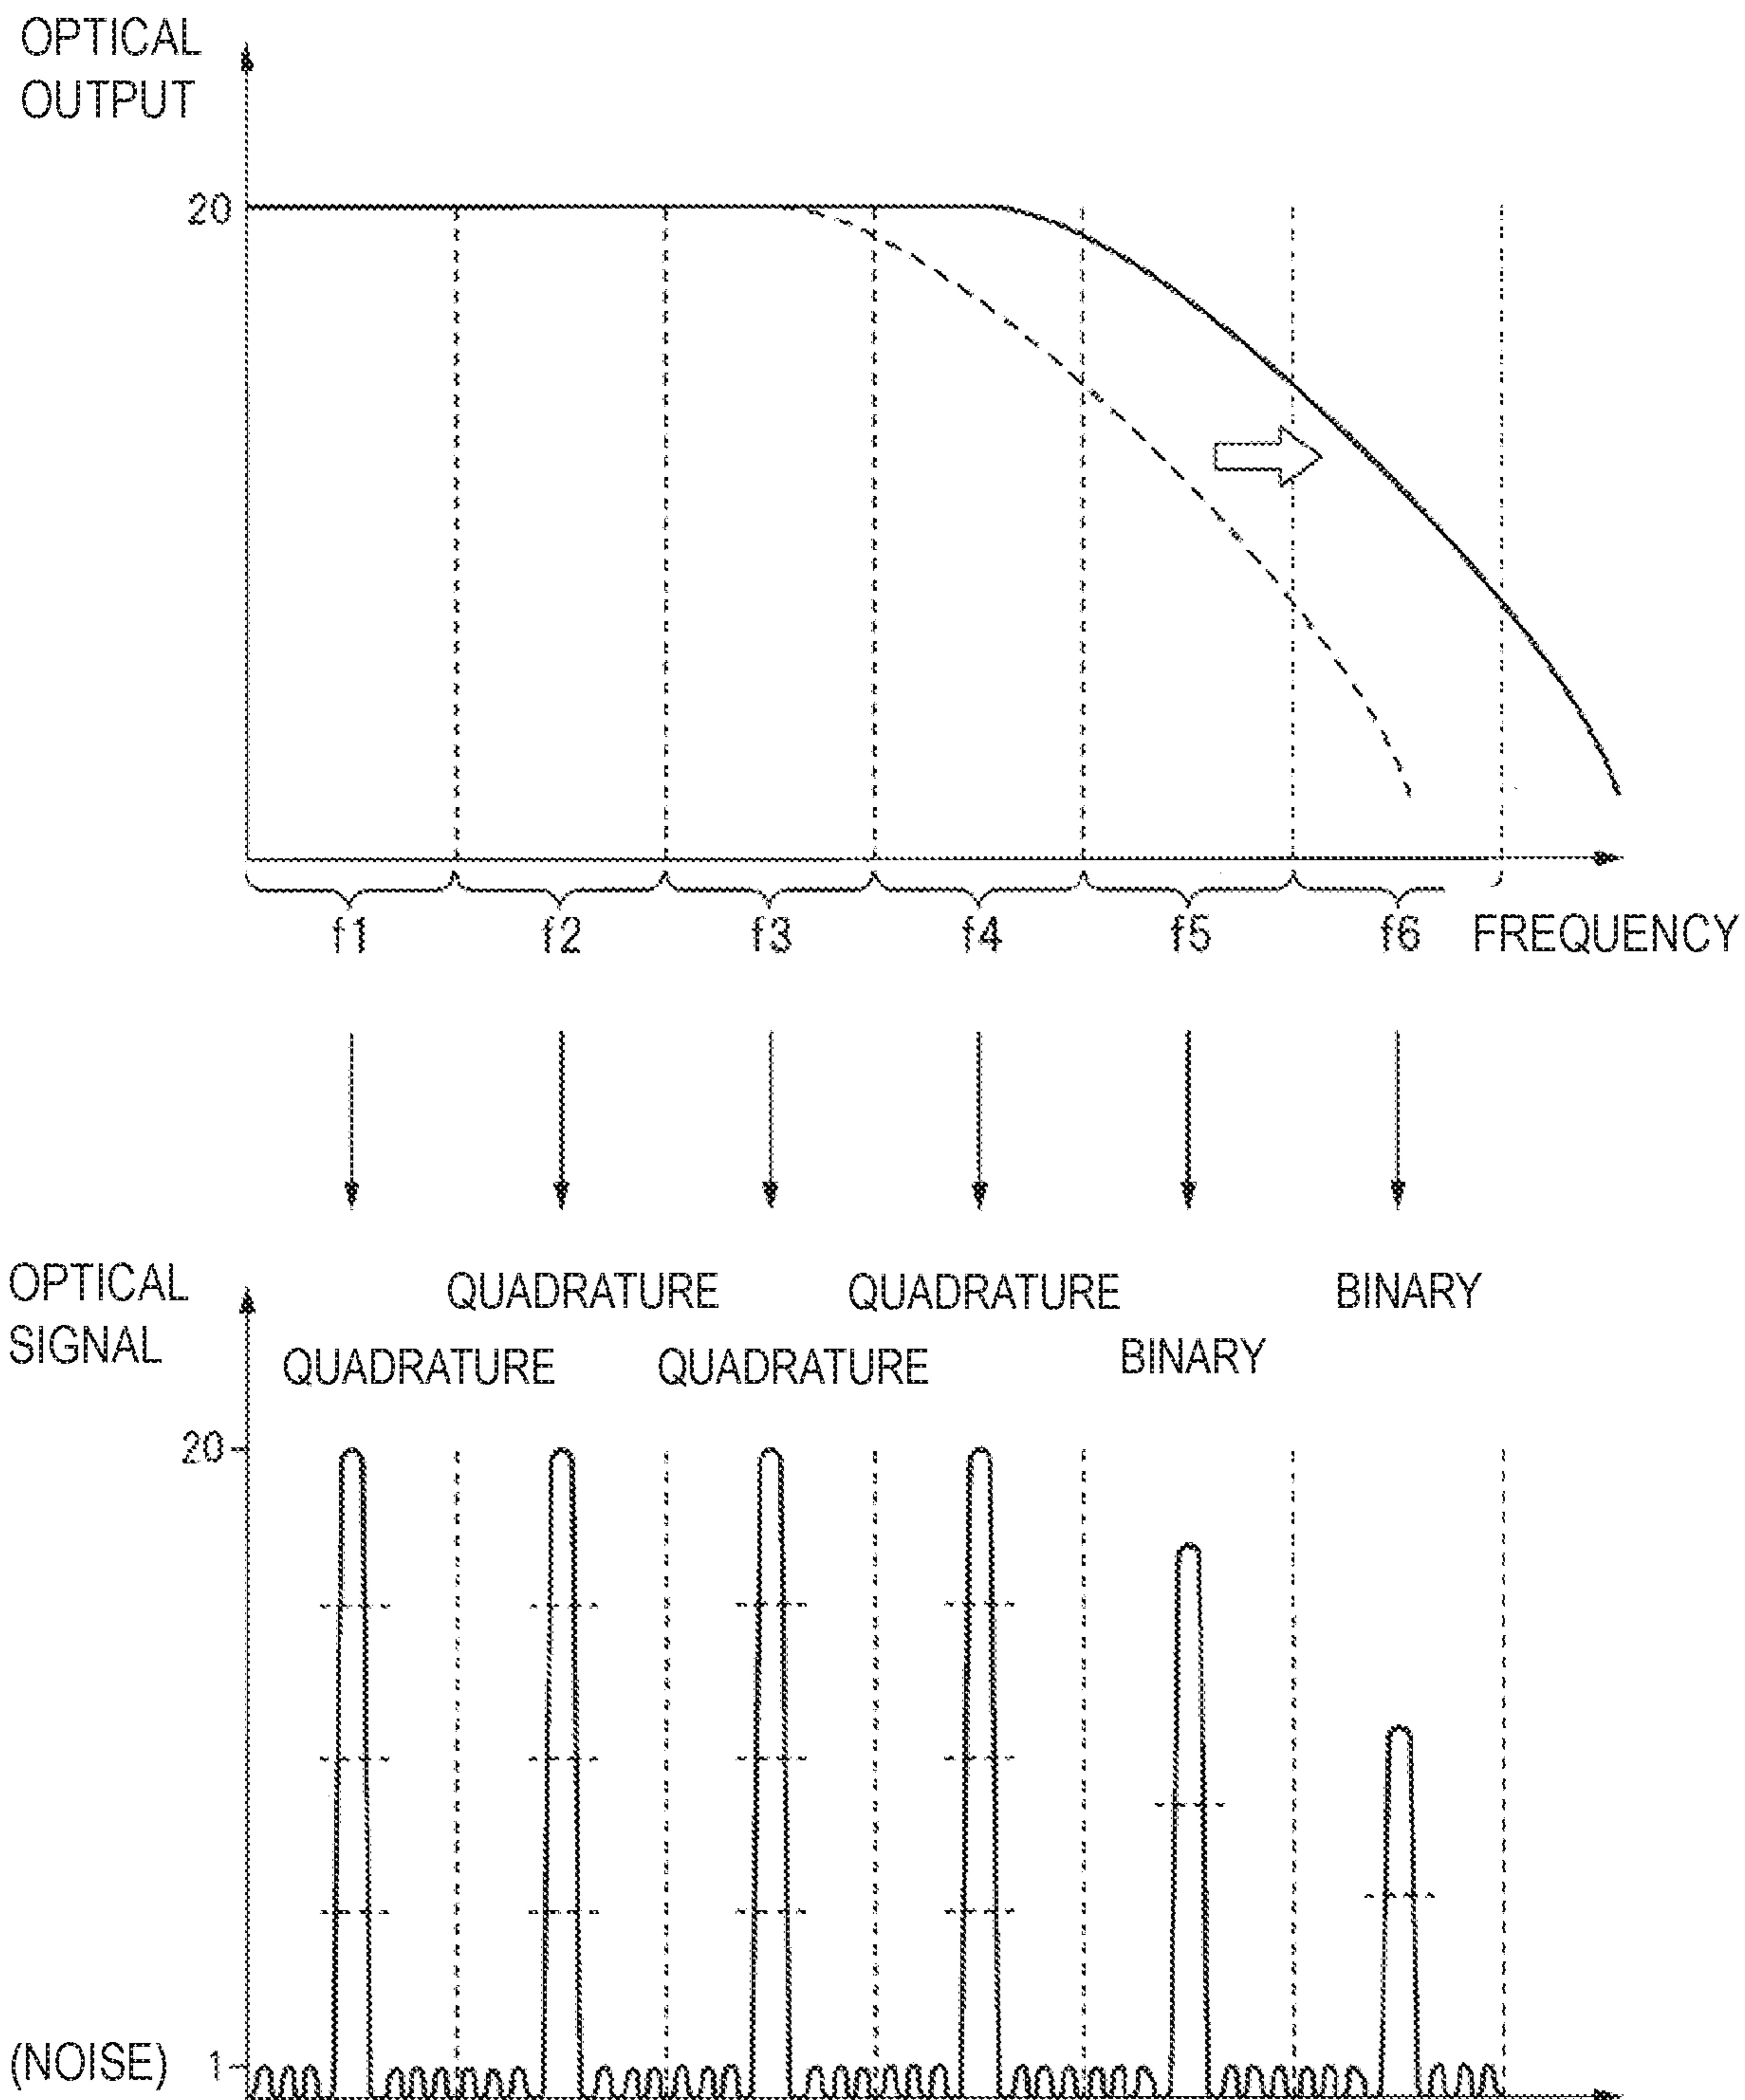 OPTICAL
OUTPUT
20
f1 f2 f3 f4 f5 f6 FREQUENCY
OPTICAL
SIGNAL
QUADRATURE QUADRATURE BINARY
QUADRATURE QUADRATURE BINARY
20
(NOISE) 1